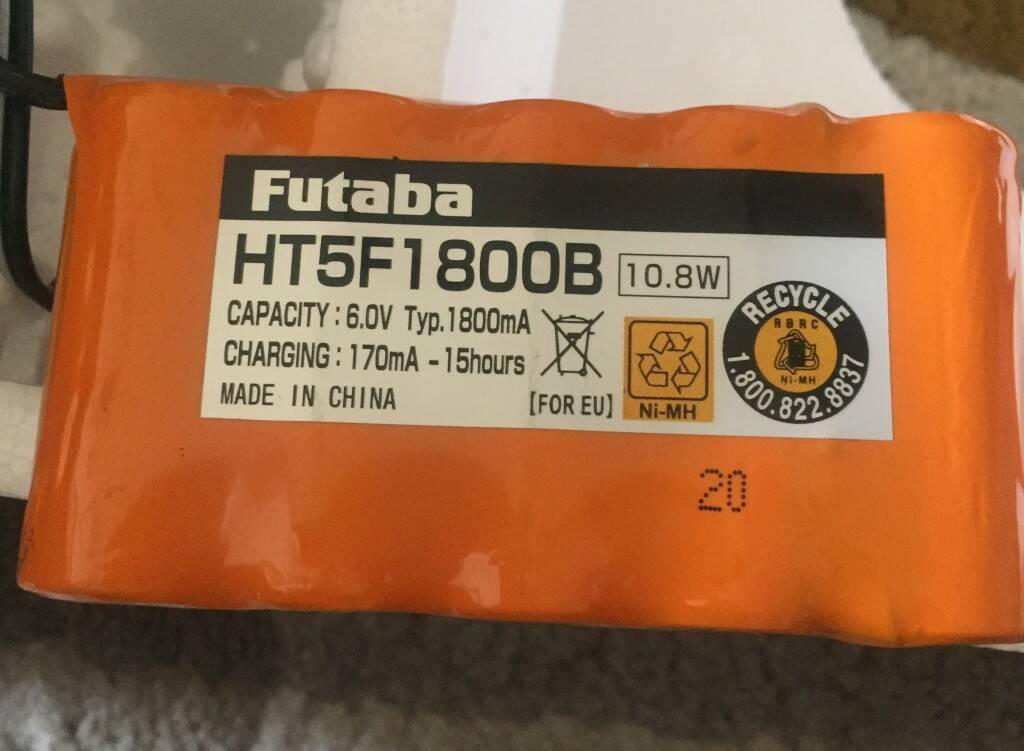 Futaba
HT5F1800B 10.8W
CAPACITY : 6.0V Typ.1800mA
CHARGING : 170mA - 15hours
MADE IN CHINA
[FOR EU]
Ni-MH
RECYCLE
RBRC
Ni-MH
1.800.822.8837
20